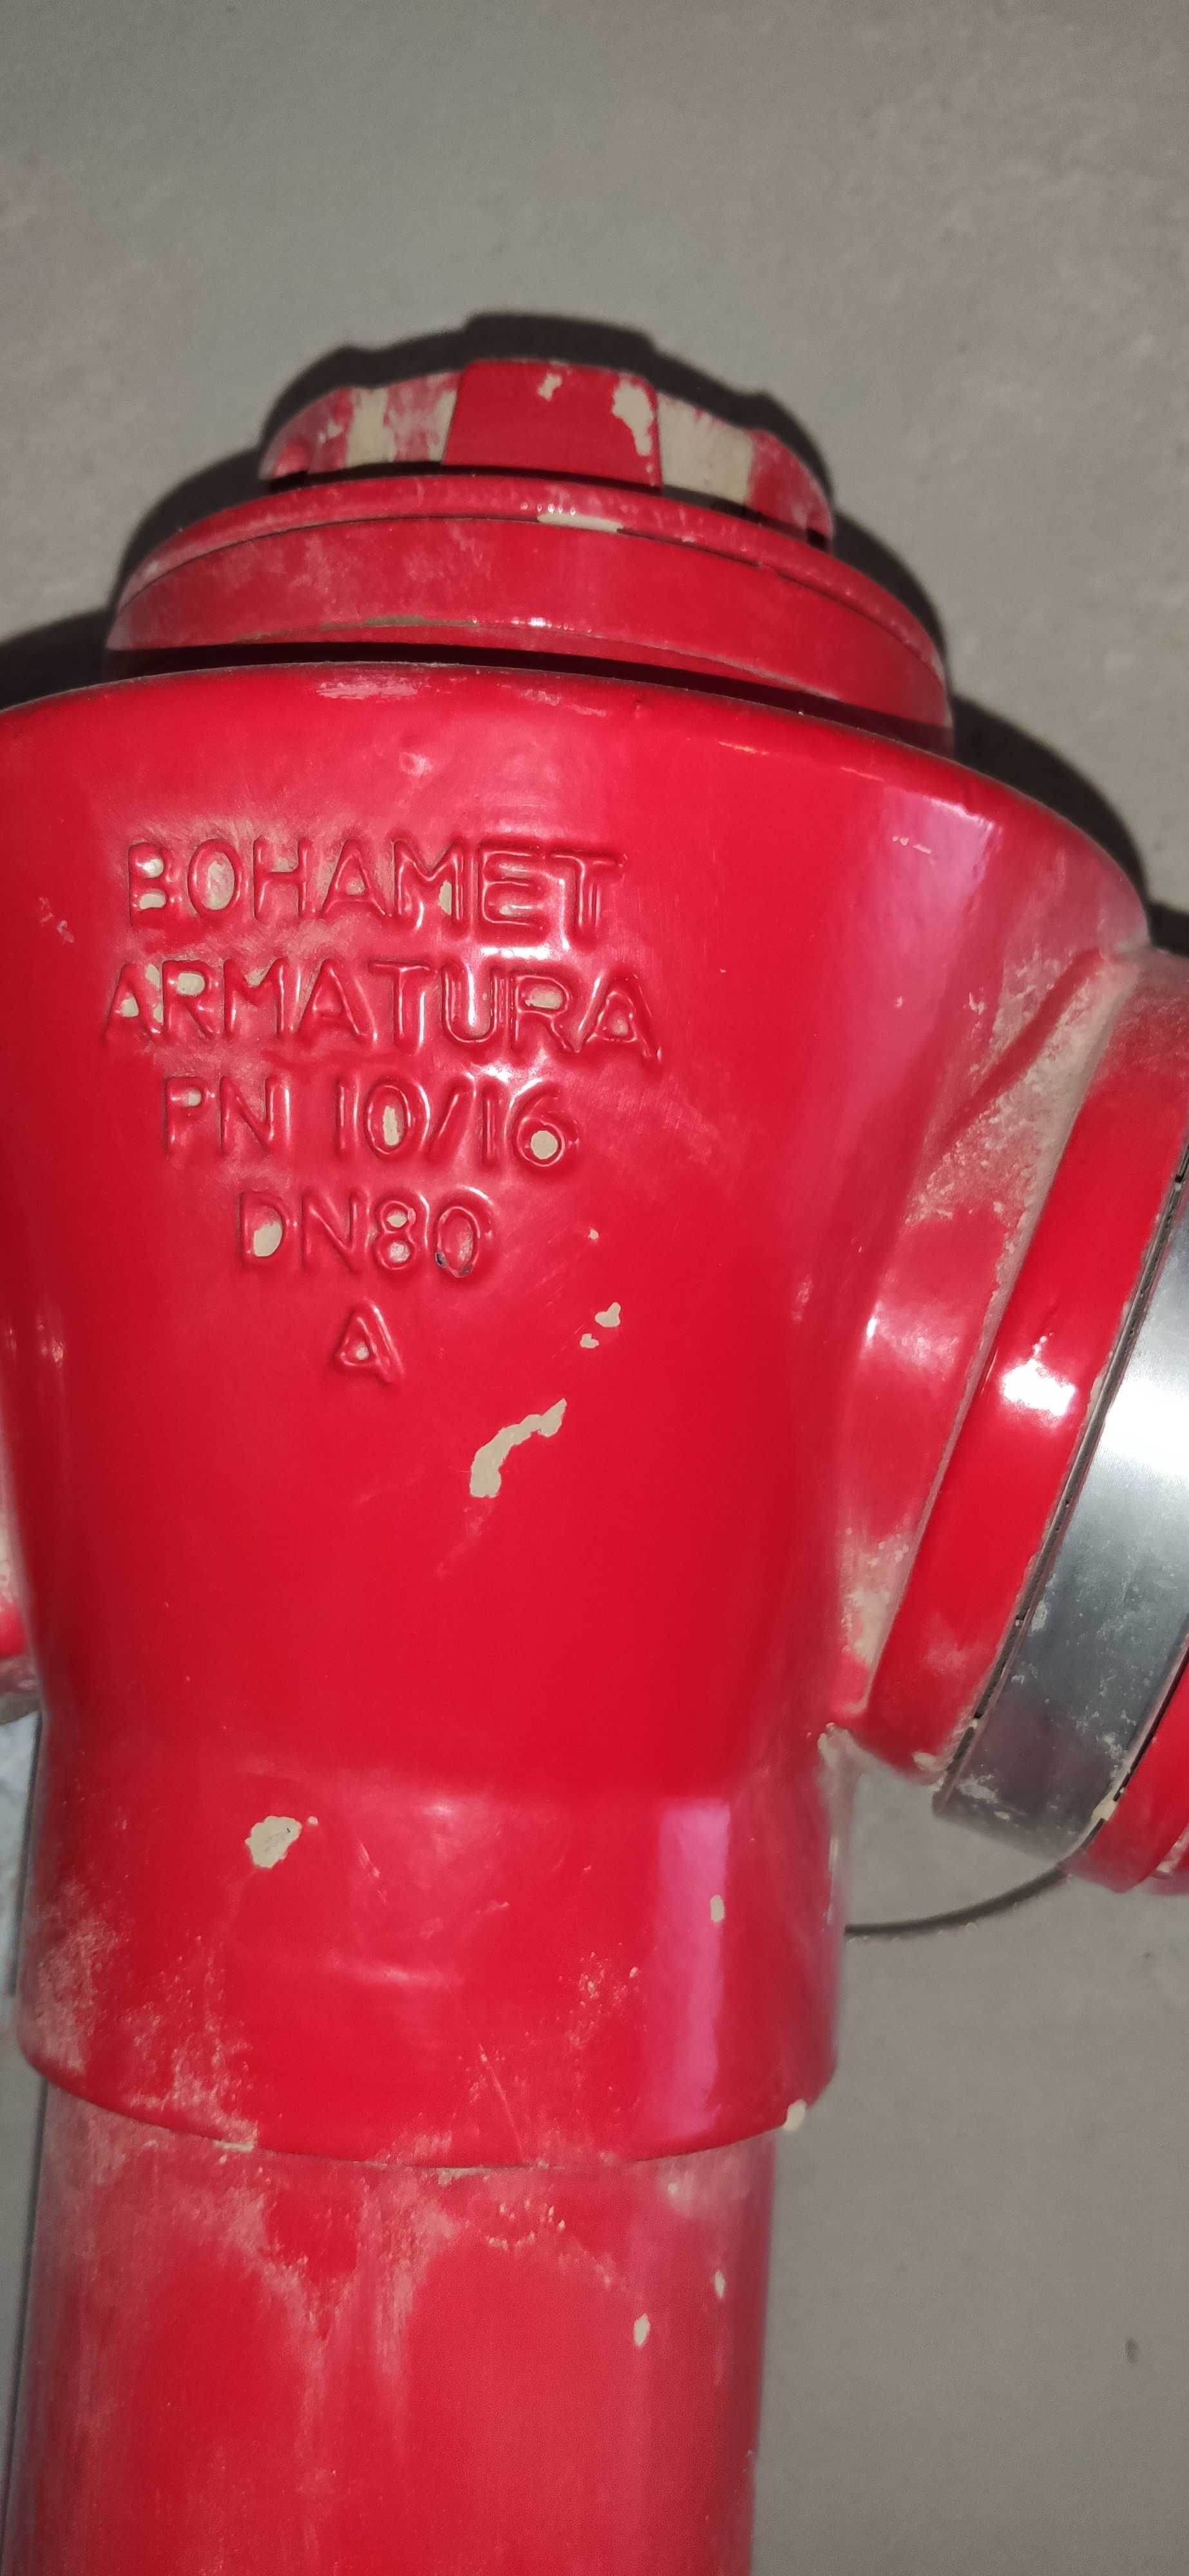 BOHAMET
ARMATURA
PN 10/16
DN80
A